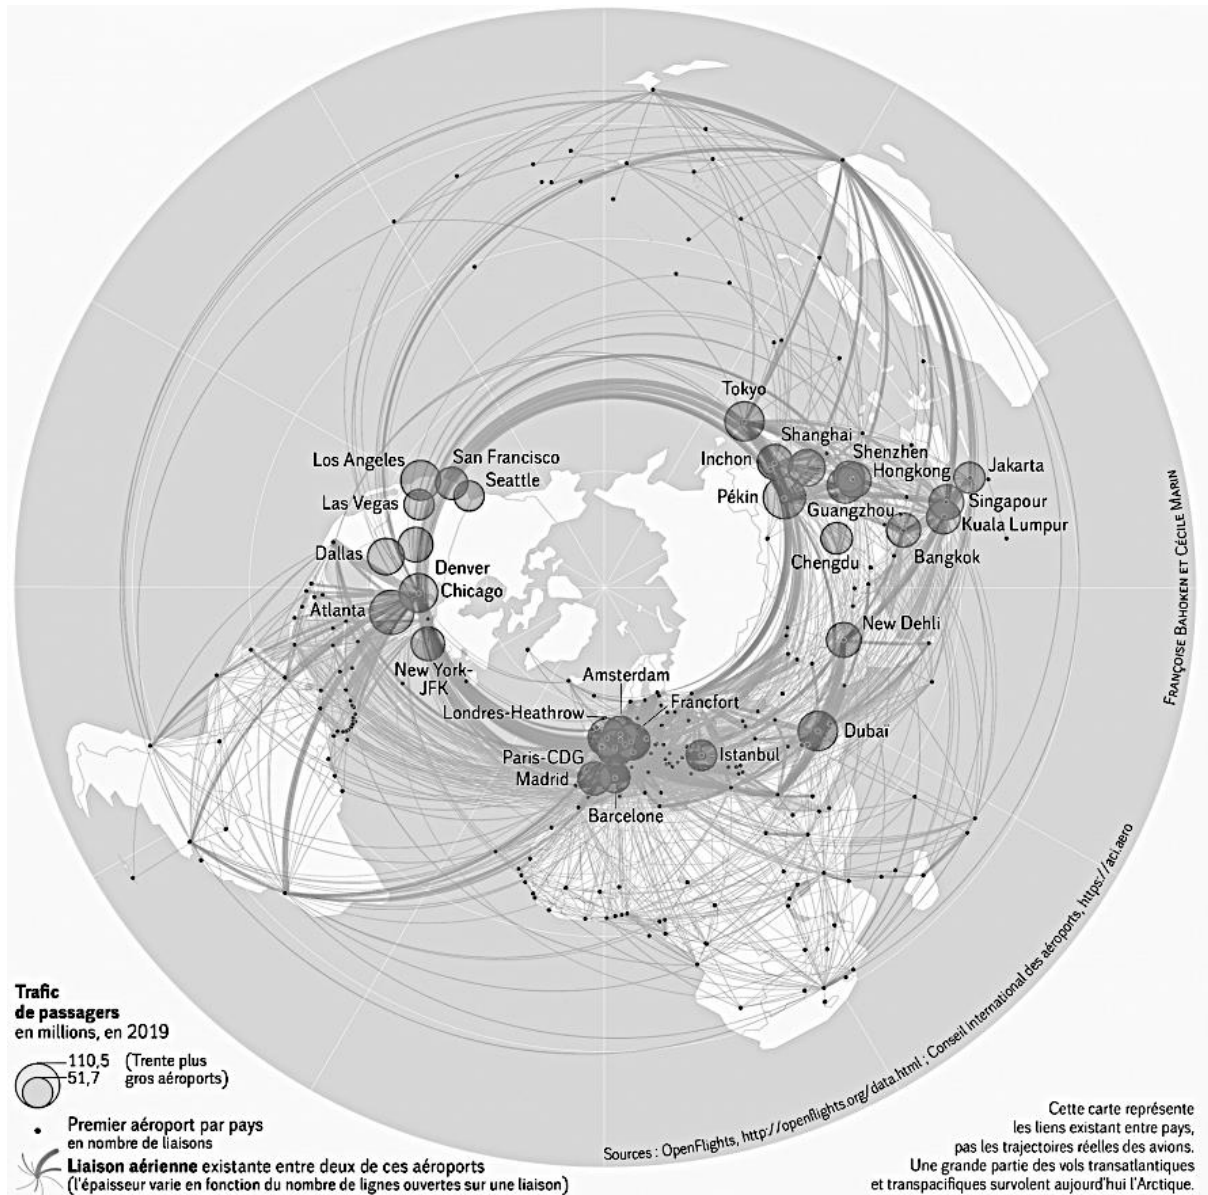 Tokyo
Shanghai
Inchon
Shenzhen
Hongkong
Jakarta
Pékin
Guangzhou
Singapour
Kuala Lumpur
Chengdu
Bangkok
Los Angeles
San Francisco
Seattle
Las Vegas
Dallas
Denver
Chicago
Atlanta
New York-
JFK
New Dehli
Amsterdam
Londres-Heathrow
Francfort
Paris-CDG
Istanbul
Dubaï
Madrid
Barcelone
Françoise Bahoken et Cécile Marin
Trafic
de passagers
en millions, en 2019
110,5 (Trente plus
51,7 gros aéroports)
Premier aéroport par pays
en nombre de liaisons
Liaison aérienne existante entre deux de ces aéroports
(l'épaisseur varie en fonction du nombre de lignes ouvertes sur une liaison)
Sources : OpenFlights, http://openflights.org/data.html ; Conseil international des aéroports, https://aci.aero
Cette carte représente
les liens existant entre pays,
pas les trajectoires réelles des avions.
Une grande partie des vols transatlantiques
et transpacifiques survolent aujourd'hui l'Arctique.